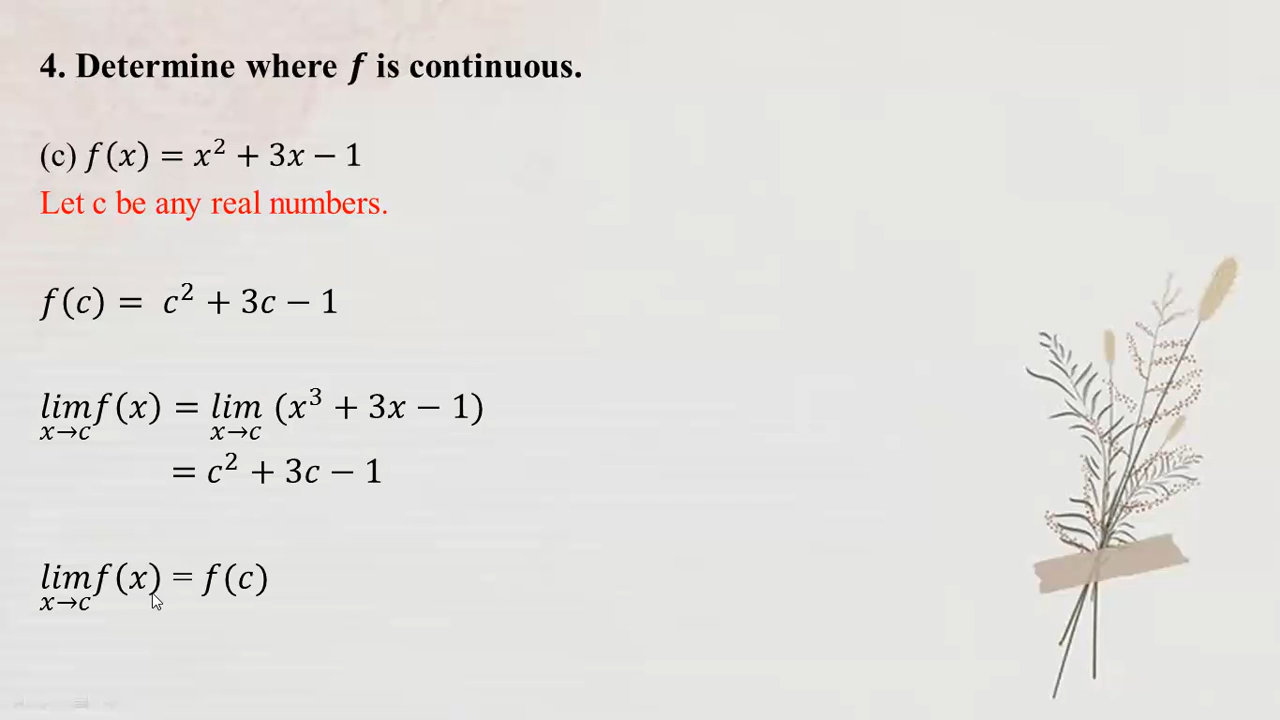 4. Determine where f is continuous.
(c) f(x) = x² + 3x − 1
Let c be any real numbers.
f(c) = c² + 3c − 1
lim f(x) = lim (x³ + 3x − 1)
x→c x→c
= c² + 3c − 1
lim f(x) = f(c)
x→c